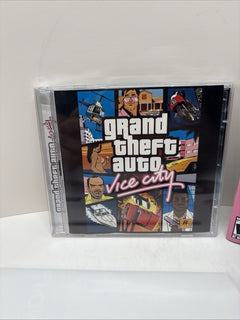 grand theft auto Vice City
grand
theft
auto
Vice City
R